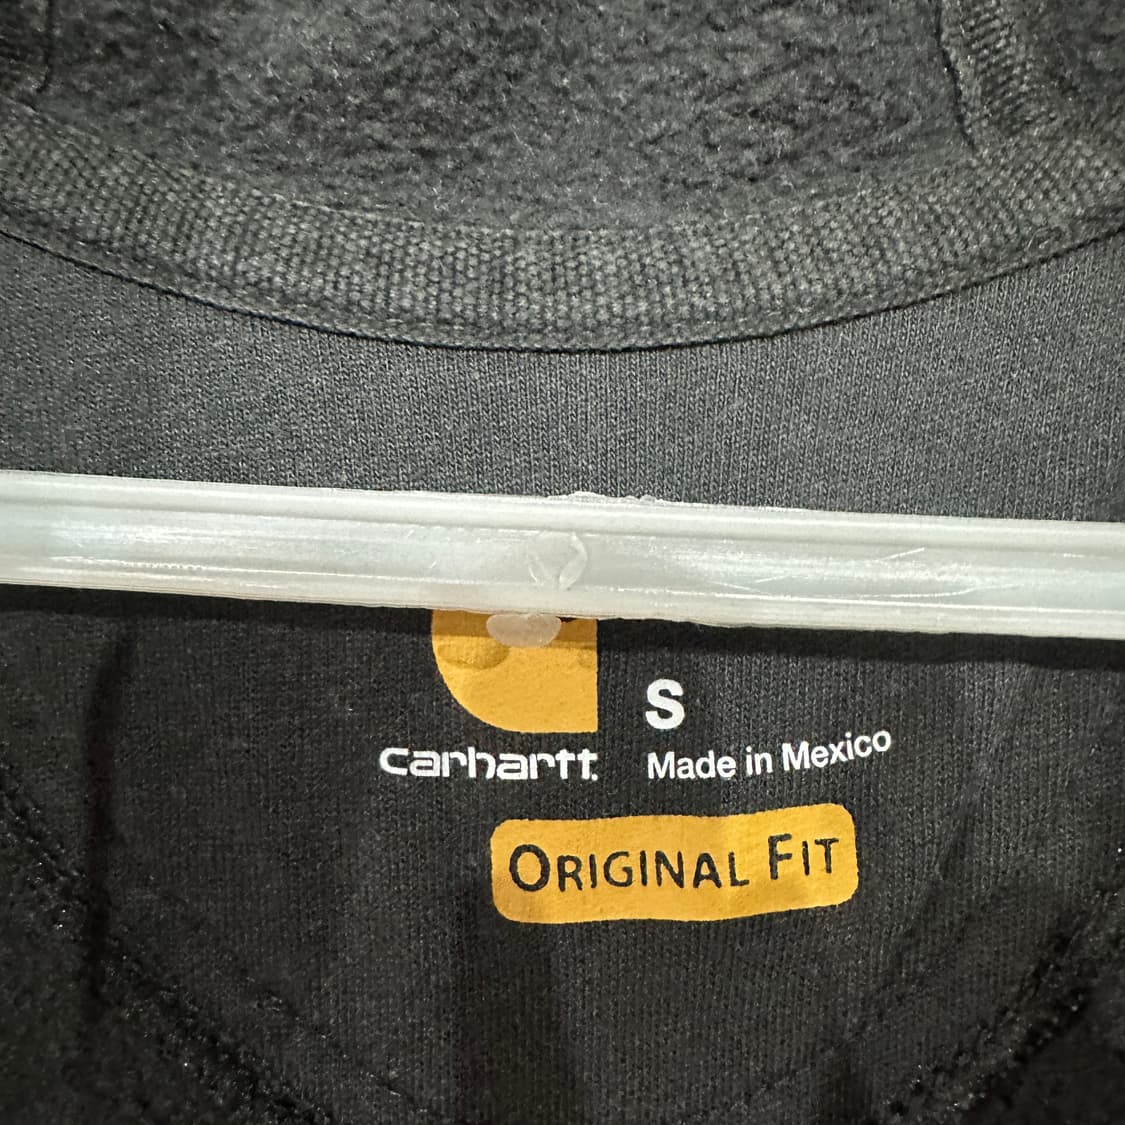 S
carhartt.
Made in Mexico
ORIGINAL FIT